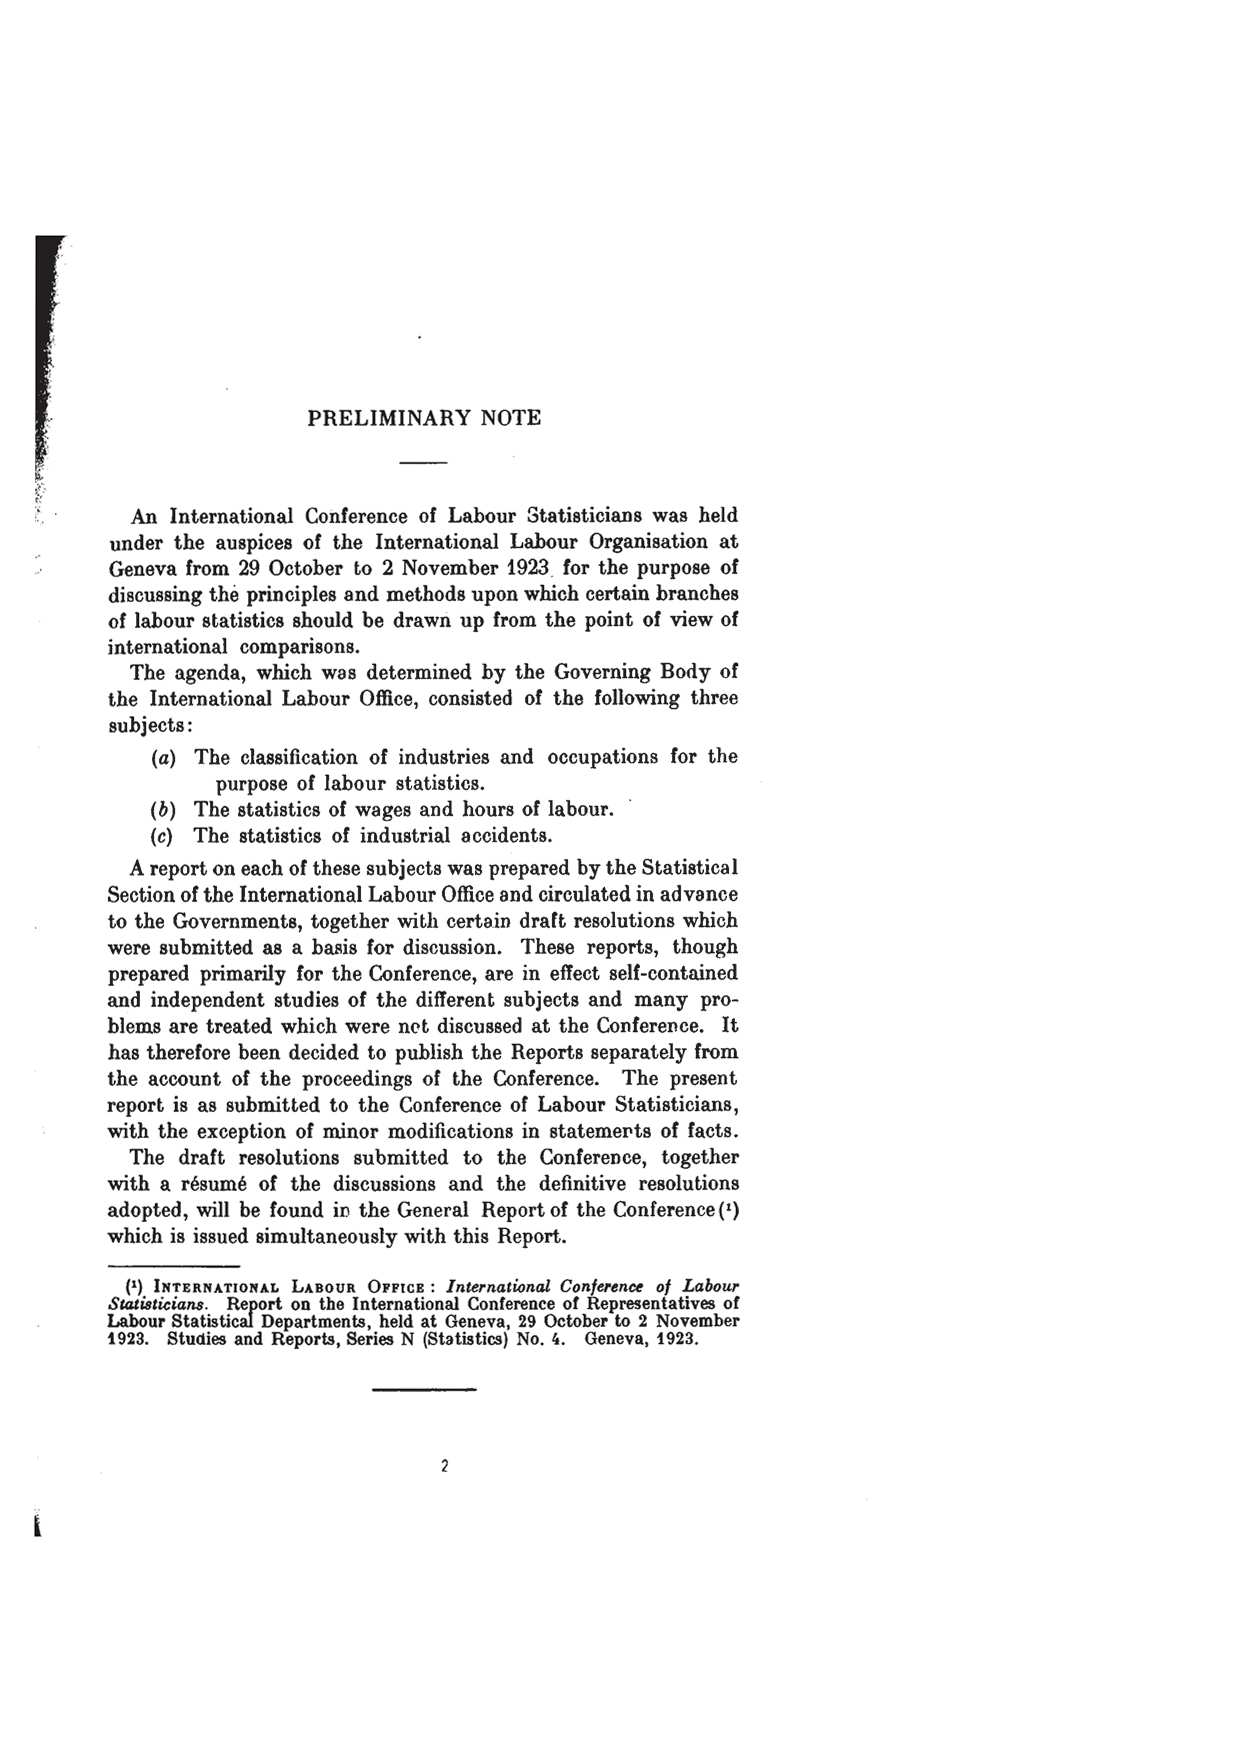 PRELIMINARY NOTE
An International Conference of Labour Statisticians was held
under the auspices of the International Labour Organisation at
Geneva from 29 October to 2 November 1923 for the purpose of
discussing the principles and methods upon which certain branches
of labour statistics should be drawn up from the point of view of
international comparisons.
The agenda, which was determined by the Governing Body of
the International Labour Office, consisted of the following three
subjects:
(a) The classification of industries and occupations for the
purpose of labour statistics.
(b) The statistics of wages and hours of labour.
(c) The statistics of industrial accidents.
A report on each of these subjects was prepared by the Statistical
Section of the International Labour Office and circulated in advance
to the Governments, together with certain draft resolutions which
were submitted as a basis for discussion. These reports, though
prepared primarily for the Conference, are in effect self-contained
and independent studies of the different subjects and many pro-
blems are treated which were not discussed at the Conference. It
has therefore been decided to publish the Reports separately from
the account of the proceedings of the Conference. The present
report is as submitted to the Conference of Labour Statisticians,
with the exception of minor modifications in statements of facts.
The draft resolutions submitted to the Conference, together
with a résumé of the discussions and the definitive resolutions
adopted, will be found in the General Report of the Conference (¹)
which is issued simultaneously with this Report.
(¹) INTERNATIONAL LABOUR OFFICE : International Conference of Labour
Statisticians. Report on the International Conference of Representatives of
Labour Statistical Departments, held at Geneva, 29 October to 2 November
1923. Studies and Reports, Series N (Statistics) No. 4. Geneva, 1923.
2